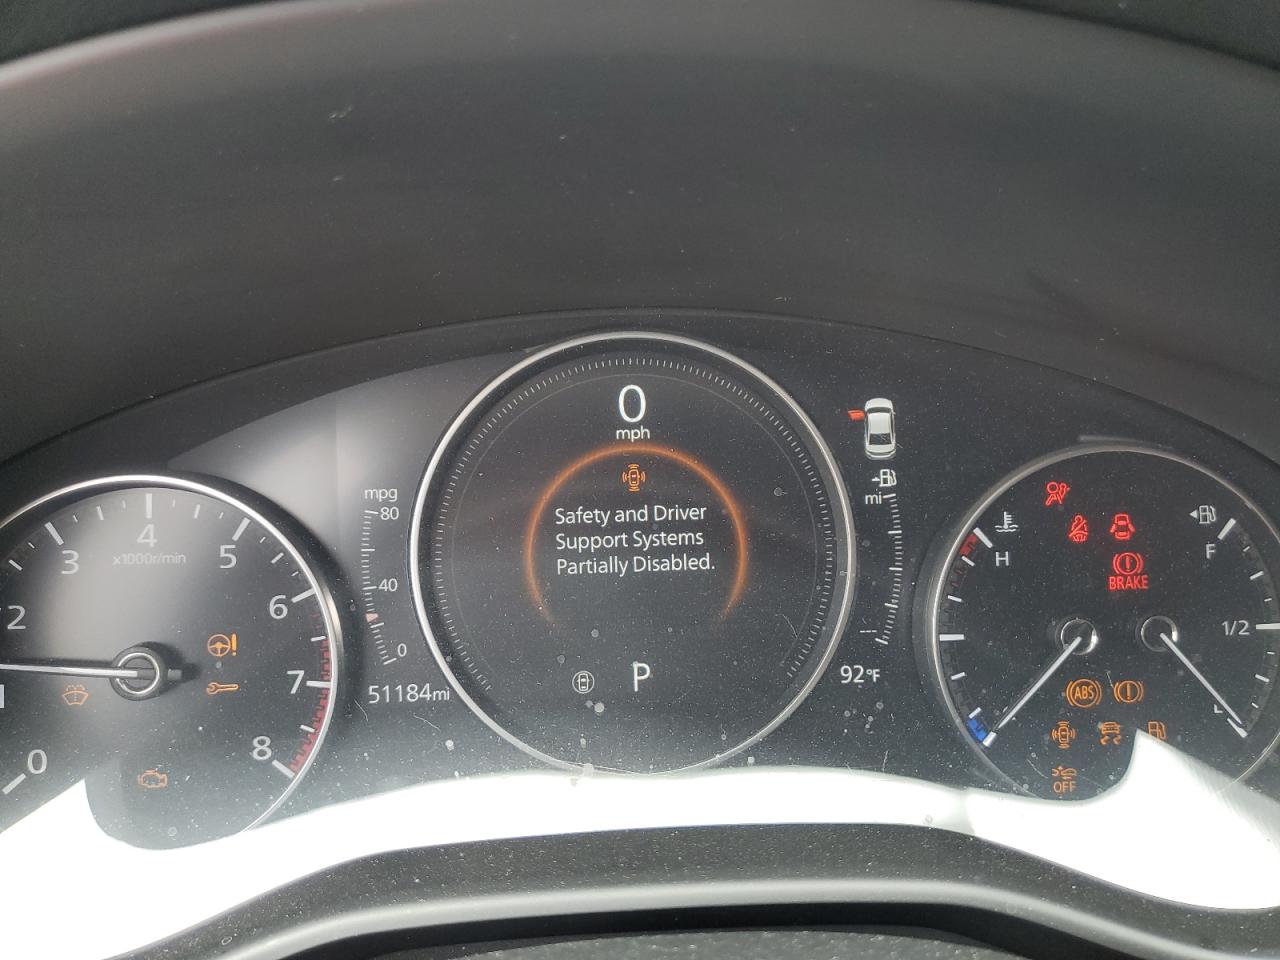 0
mph
Safety and Driver
Support Systems
Partially Disabled.
P
0
1
2
3
4
5
6
7
8
x1000r/min
mpg
80
40
0
51184mi
mi
---
92°F
H
F
1/2
BRAKE
ABS
OFF